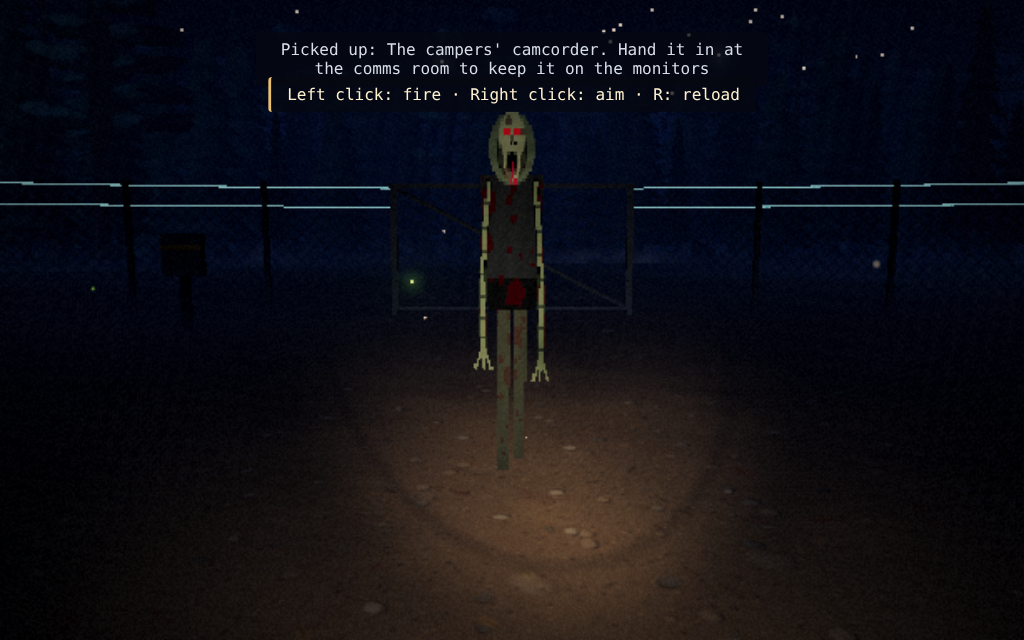 Picked up: The campers' camcorder. Hand it in at
the comms room to keep it on the monitors
Left click: fire · Right click: aim · R: reload